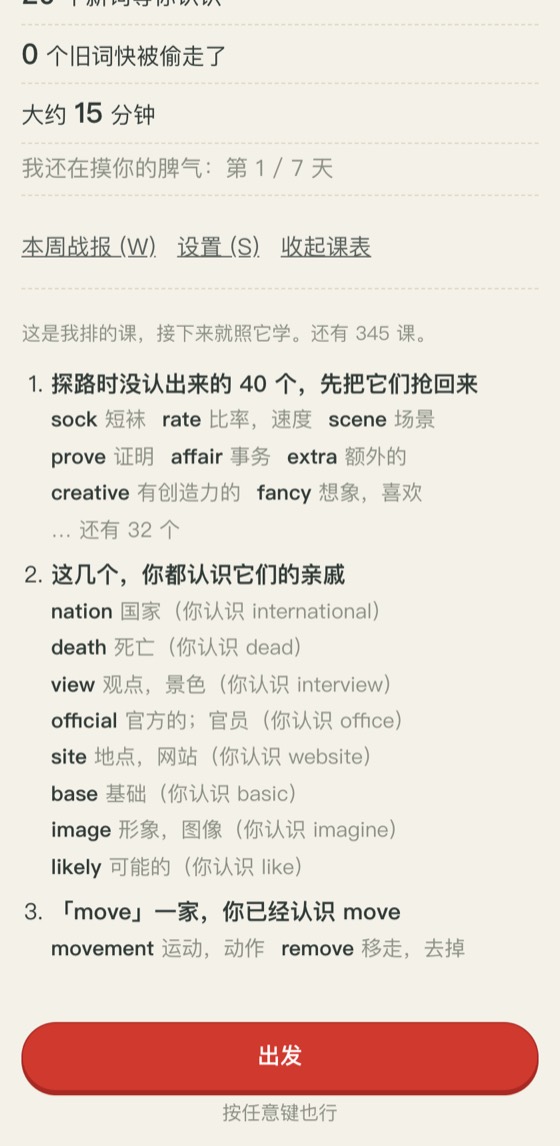 0 个旧词快被偷走了
大约 15 分钟
我还在摸你的脾气：第 1 / 7 天
本周战报 (W) 设置 (S) 收起课表
这是我排的课，接下来就照它学。还有 345 课。
1. 探路时没认出来的 40 个，先把它们抢回来
sock 短袜 rate 比率，速度 scene 场景
prove 证明 affair 事务 extra 额外的
creative 有创造力的 fancy 想象，喜欢
… 还有 32 个
2. 这几个，你都认识它们的亲戚
nation 国家（你认识 international）
death 死亡（你认识 dead）
view 观点，景色（你认识 interview）
official 官方的；官员（你认识 office）
site 地点，网站（你认识 website）
base 基础（你认识 basic）
image 形象，图像（你认识 imagine）
likely 可能的（你认识 like）
3. 「move」一家，你已经认识 move
movement 运动，动作 remove 移走，去掉
出发
按任意键也行